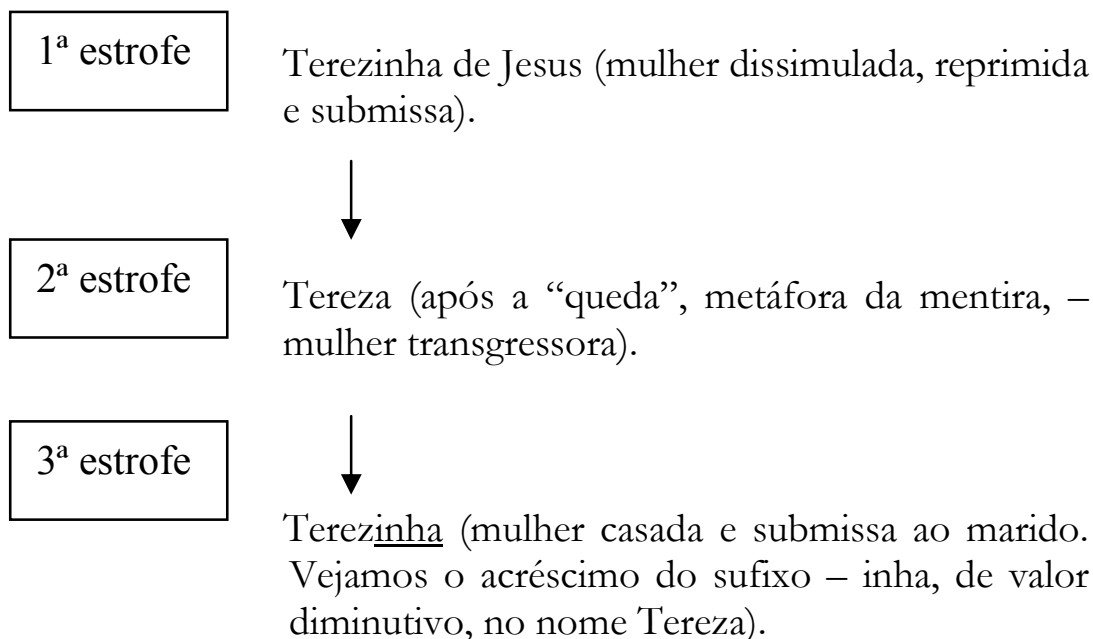 1ª estrofe
Terezinha de Jesus (mulher dissimulada, reprimida
e submissa).
2ª estrofe
Tereza (após a “queda”, metáfora da mentira, –
mulher transgressora).
3ª estrofe
Terezinha (mulher casada e submissa ao marido.
Vejamos o acréscimo do sufixo – inha, de valor
diminutivo, no nome Tereza).